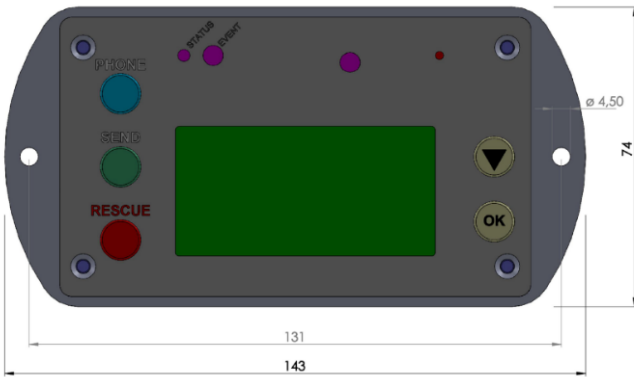 STATUS
EVENT
PHONE
SEND
RESCUE
OK
ø 4,50
74
131
143